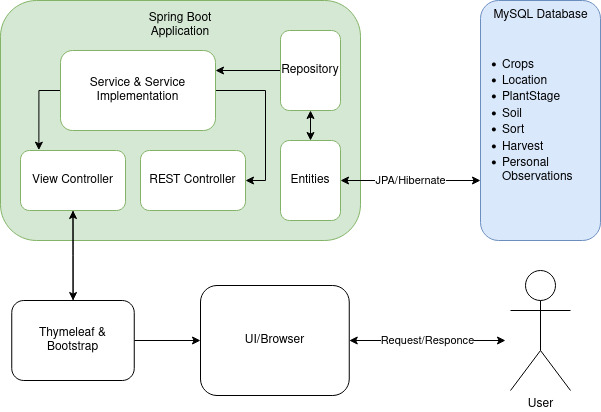 Spring Boot
Application
MySQL Database
Service & Service
Implementation
Repository
Crops
Location
PlantStage
Soil
Sort
Harvest
Personal
Observations
View Controller
REST Controller
Entities
JPA/Hibernate
Thymeleaf &
Bootstrap
UI/Browser
Request/Responce
User